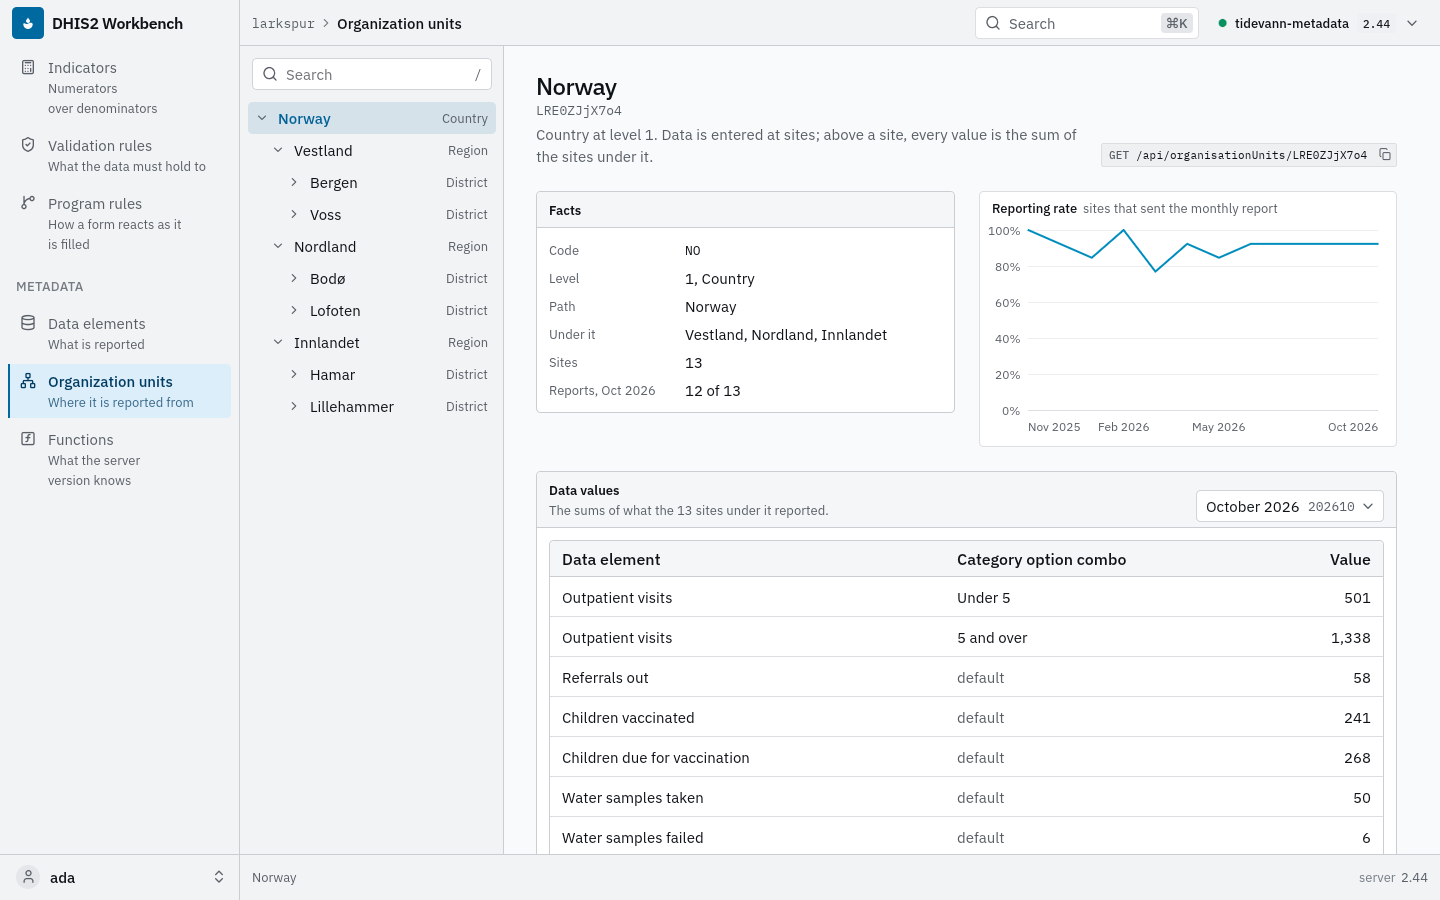 DHIS2 Workbench
larkspur > Organization units
Search ⌘K
tidevann-metadata 2.44
Indicators
Numerators
over denominators
Validation rules
What the data must hold to
Program rules
How a form reacts as it
is filled
METADATA
Data elements
What is reported
Organization units
Where it is reported from
Functions
What the server
version knows
ada
Search /
Norway Country
Vestland Region
Bergen District
Voss District
Nordland Region
Bodø District
Lofoten District
Innlandet Region
Hamar District
Lillehammer District
Norway
LRE0ZJjX7o4
Country at level 1. Data is entered at sites; above a site, every value is the sum of
the sites under it.
GET /api/organisationUnits/LRE0ZJjX7o4
Facts
Code NO
Level 1, Country
Path Norway
Under it Vestland, Nordland, Innlandet
Sites 13
Reports, Oct 2026 12 of 13
Reporting rate sites that sent the monthly report
100%
80%
60%
40%
20%
0%
Nov 2025 Feb 2026 May 2026 Oct 2026
Data values
The sums of what the 13 sites under it reported.
October 2026 202610
Data element Category option combo Value
Outpatient visits Under 5 501
Outpatient visits 5 and over 1,338
Referrals out default 58
Children vaccinated default 241
Children due for vaccination default 268
Water samples taken default 50
Water samples failed default 6
Norway
server 2.44